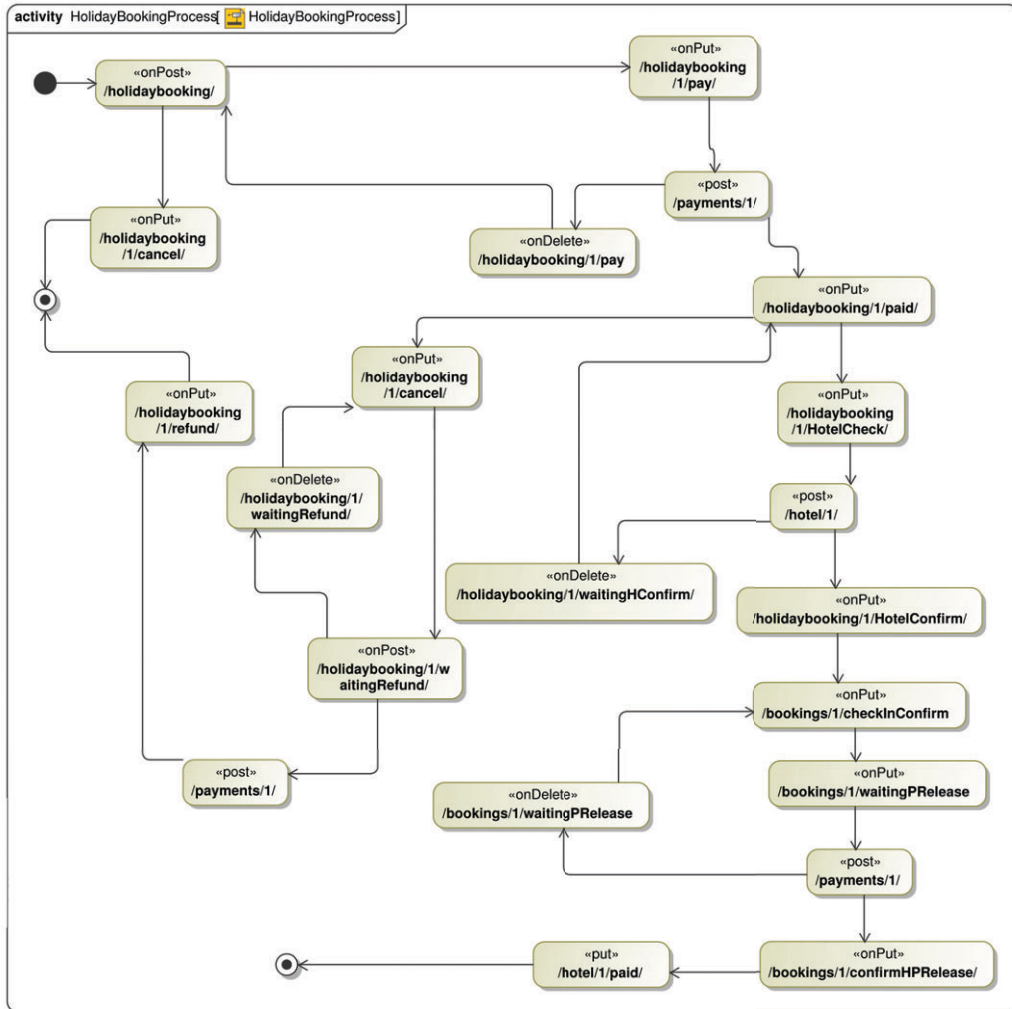 activity HolidayBookingProcess[ HolidayBookingProcess]
«onPost»
/holidaybooking/
«onPut»
/holidaybooking
/1/pay/
«post»
/payments/1/
«onPut»
/holidaybooking
/1/cancel/
«onDelete»
/holidaybooking/1/pay
«onPut»
/holidaybooking/1/paid/
«onPut»
/holidaybooking
/1/cancel/
«onPut»
/holidaybooking
/1/refund/
«onPut»
/holidaybooking
/1/HotelCheck/
«onDelete»
/holidaybooking/1/
waitingRefund/
«post»
/hotel/1/
«onDelete»
/holidaybooking/1/waitingHConfirm/
«onPut»
/holidaybooking/1/HotelConfirm/
«onPost»
/holidaybooking/1/w
aitingRefund/
«onPut»
/bookings/1/checkInConfirm
«post»
/payments/1/
«onPut»
/bookings/1/waitingPRelease
«onDelete»
/bookings/1/waitingPRelease
«post»
/payments/1/
«put»
/hotel/1/paid/
«onPut»
/bookings/1/confirmHPRelease/